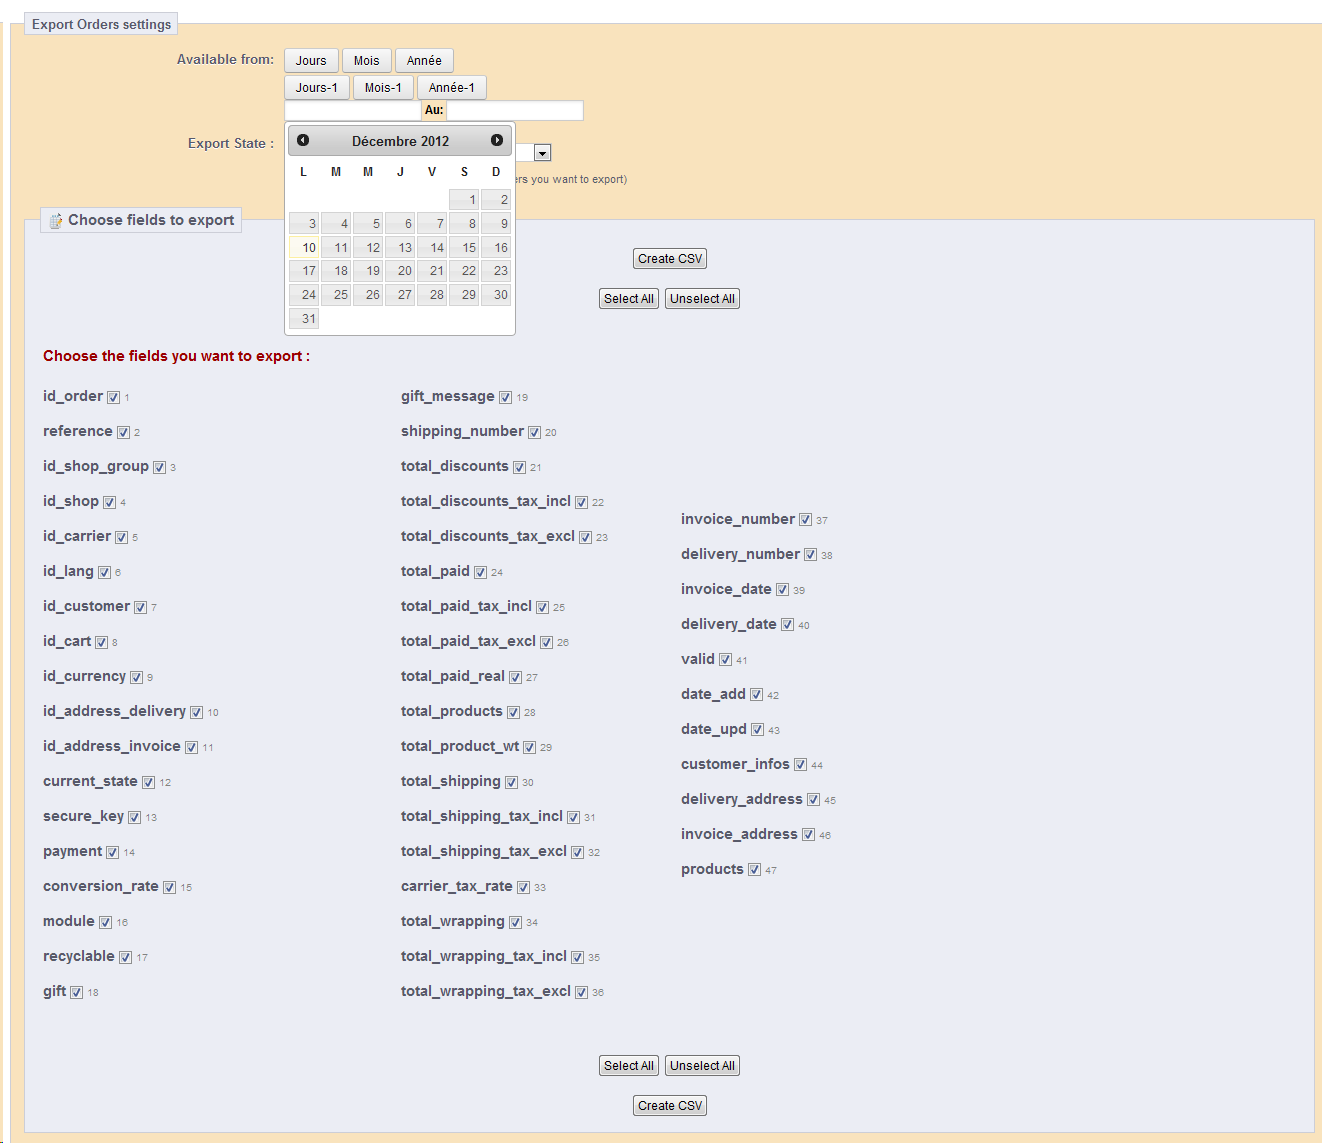 Export Orders settings
Available from:
Jours Mois Année
Jours-1 Mois-1 Année-1
Au:
Export State :
Décembre 2012
L M M J V S D
1 2
3 4 5 6 7 8 9
10 11 12 13 14 15 16
17 18 19 20 21 22 23
24 25 26 27 28 29 30
31
you want to export)
Choose fields to export
Create CSV
Select All Unselect All
Choose the fields you want to export :
id_order 1
reference 2
id_shop_group 3
id_shop 4
id_carrier 5
id_lang 6
id_customer 7
id_cart 8
id_currency 9
id_address_delivery 10
id_address_invoice 11
current_state 12
secure_key 13
payment 14
conversion_rate 15
module 16
recyclable 17
gift 18
gift_message 19
shipping_number 20
total_discounts 21
total_discounts_tax_incl 22
total_discounts_tax_excl 23
total_paid 24
total_paid_tax_incl 25
total_paid_tax_excl 26
total_paid_real 27
total_products 28
total_product_wt 29
total_shipping 30
total_shipping_tax_incl 31
total_shipping_tax_excl 32
carrier_tax_rate 33
total_wrapping 34
total_wrapping_tax_incl 35
total_wrapping_tax_excl 36
invoice_number 37
delivery_number 38
invoice_date 39
delivery_date 40
valid 41
date_add 42
date_upd 43
customer_infos 44
delivery_address 45
invoice_address 46
products 47
Select All Unselect All
Create CSV